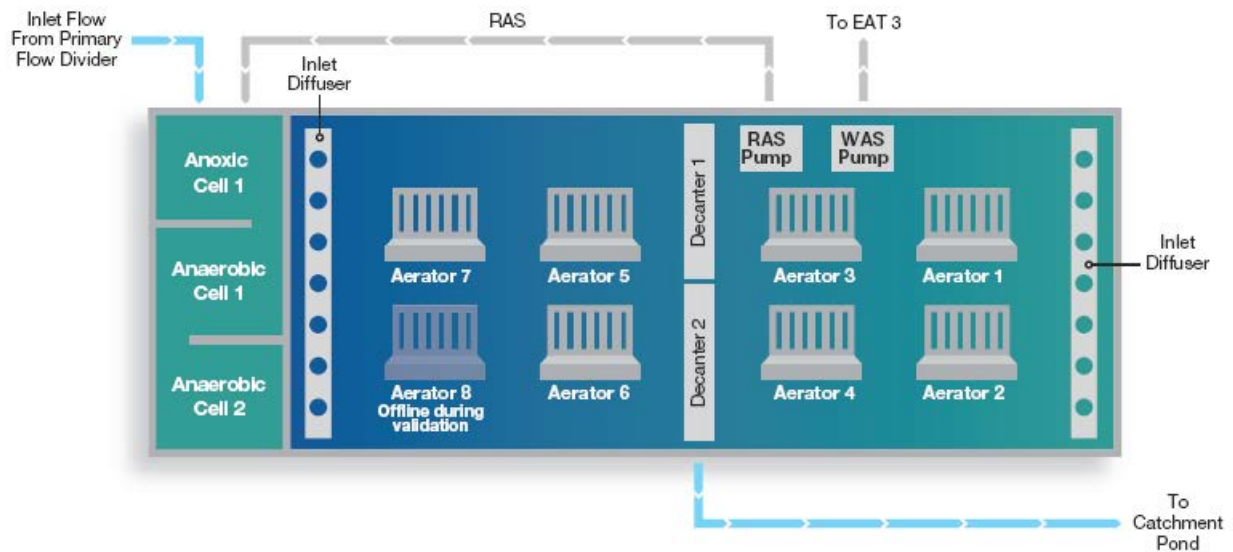 Inlet Flow
From Primary
Flow Divider
RAS
To EAT 3
Inlet
Diffuser
Anoxic
Cell 1
Anaerobic
Cell 1
Anaerobic
Cell 2
Aerator 7
Aerator 5
Aerator 8
Offline during
validation
Aerator 6
Decanter 1
Decanter 2
RAS
Pump
WAS
Pump
Aerator 3
Aerator 1
Aerator 4
Aerator 2
Inlet
Diffuser
To
Catchment
Pond